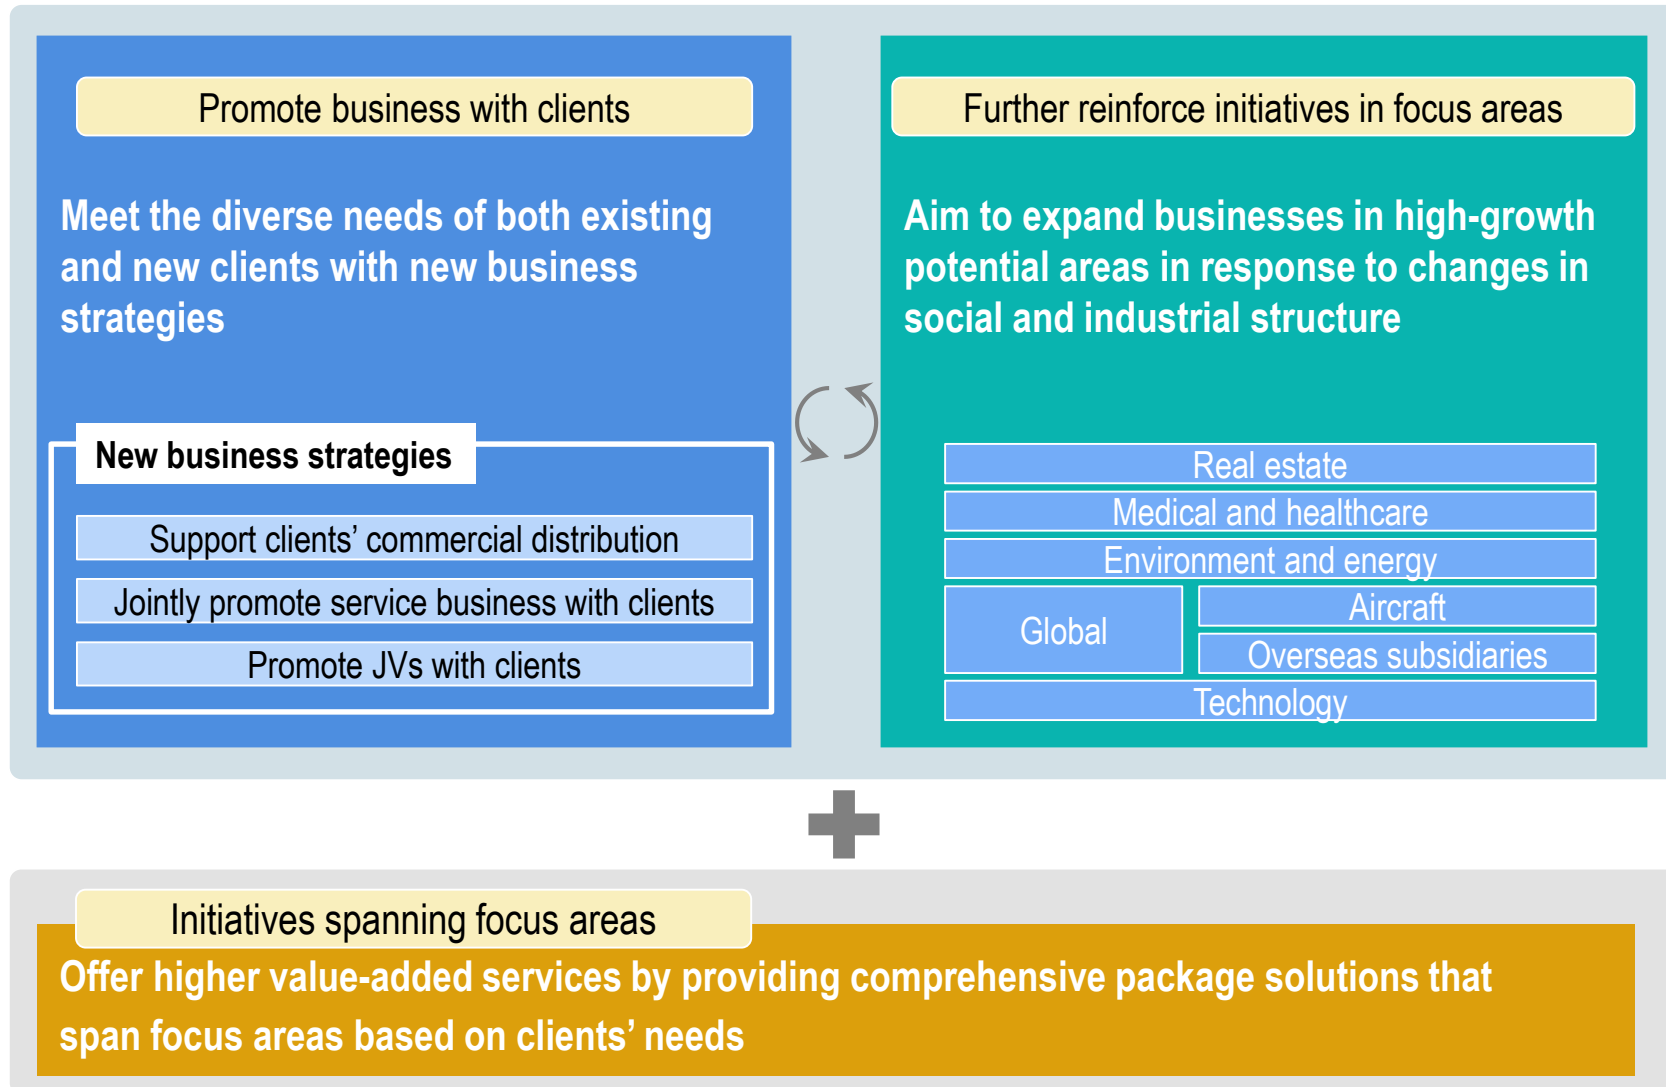 Promote business with clients
Meet the diverse needs of both existing
and new clients with new business
strategies
New business strategies
Support clients’ commercial distribution
Jointly promote service business with clients
Promote JVs with clients
Further reinforce initiatives in focus areas
Aim to expand businesses in high-growth
potential areas in response to changes in
social and industrial structure
Real estate
Medical and healthcare
Environment and energy
Global
Aircraft
Overseas subsidiaries
Technology
Initiatives spanning focus areas
Offer higher value-added services by providing comprehensive package solutions that
span focus areas based on clients’ needs